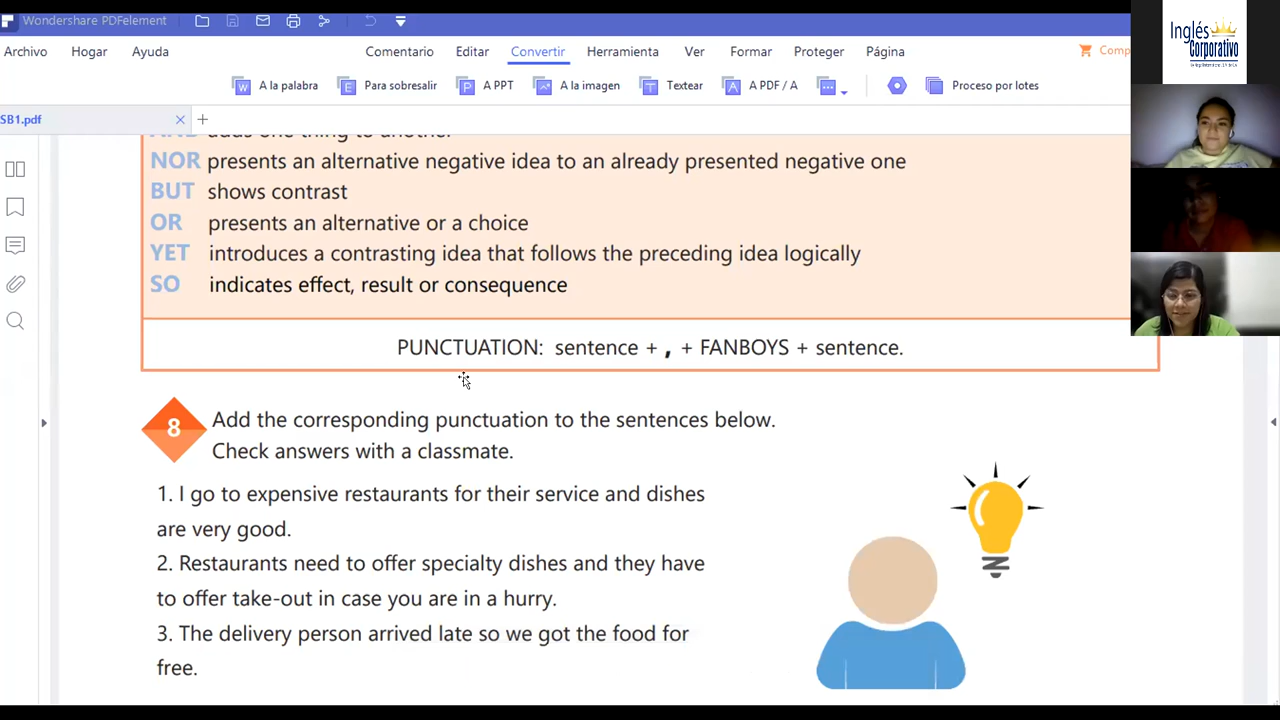 Wondershare PDFelement
Archivo Hogar Ayuda Comentario Editar Convertir Herramienta Ver Formar Proteger Página
A la palabra Para sobresalir A PPT A la imagen Textear A PDF / A Proceso por lotes
SB1.pdf
Inglés
Corporativo
AND adds one thing to another
NOR presents an alternative negative idea to an already presented negative one
BUT shows contrast
OR presents an alternative or a choice
YET introduces a contrasting idea that follows the preceding idea logically
SO indicates effect, result or consequence
PUNCTUATION: sentence + , + FANBOYS + sentence.
8 Add the corresponding punctuation to the sentences below.
Check answers with a classmate.
1. I go to expensive restaurants for their service and dishes
are very good.
2. Restaurants need to offer specialty dishes and they have
to offer take-out in case you are in a hurry.
3. The delivery person arrived late so we got the food for
free.